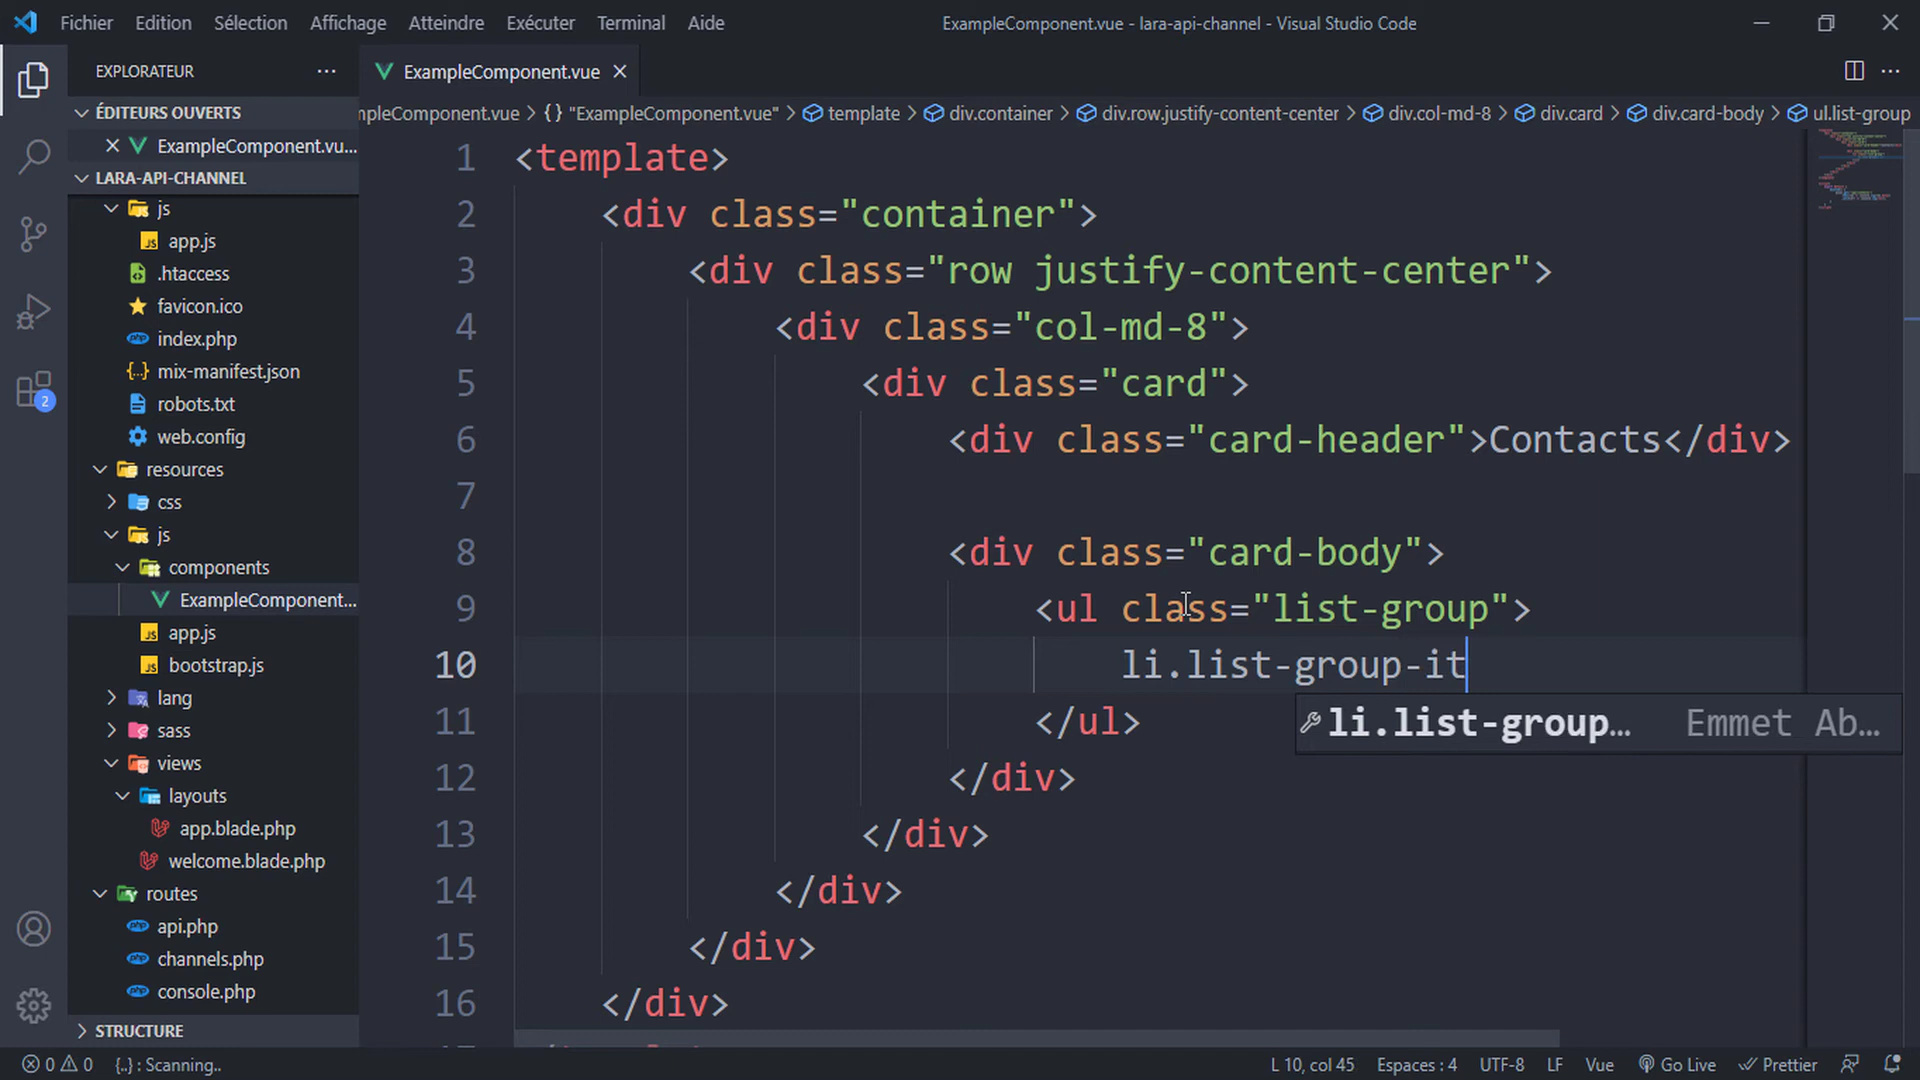 Fichier Edition Sélection Affichage Atteindre Exécuter Terminal Aide ExampleComponent.vue - lara-api-channel - Visual Studio Code
EXPLORATEUR
ExampleComponent.vue
ÉDITEURS OUVERTS
mpleComponent.vue > {} "ExampleComponent.vue" > template > div.container > div.row.justify-content-center > div.col-md-8 > div.card > div.card-body > ul.list-group
ExampleComponent.vu...
LARA-API-CHANNEL
js
app.js
.htaccess
favicon.ico
index.php
mix-manifest.json
robots.txt
web.config
resources
css
js
components
ExampleComponent...
app.js
bootstrap.js
lang
sass
views
layouts
app.blade.php
welcome.blade.php
routes
api.php
channels.php
console.php
STRUCTURE
2
1 <template>
2 <div class="container">
3 <div class="row justify-content-center">
4 <div class="col-md-8">
5 <div class="card">
6 <div class="card-header">Contacts</div>
7
8 <div class="card-body">
9 <ul class="list-group">
10 li.list-group-it
li.list-group... Emmet Ab...
11 </ul>
12 </div>
13 </div>
14 </div>
15 </div>
16 </div>
0 0 {..} : Scanning.. L 10, col 45 Espaces : 4 UTF-8 LF Vue Go Live Prettier